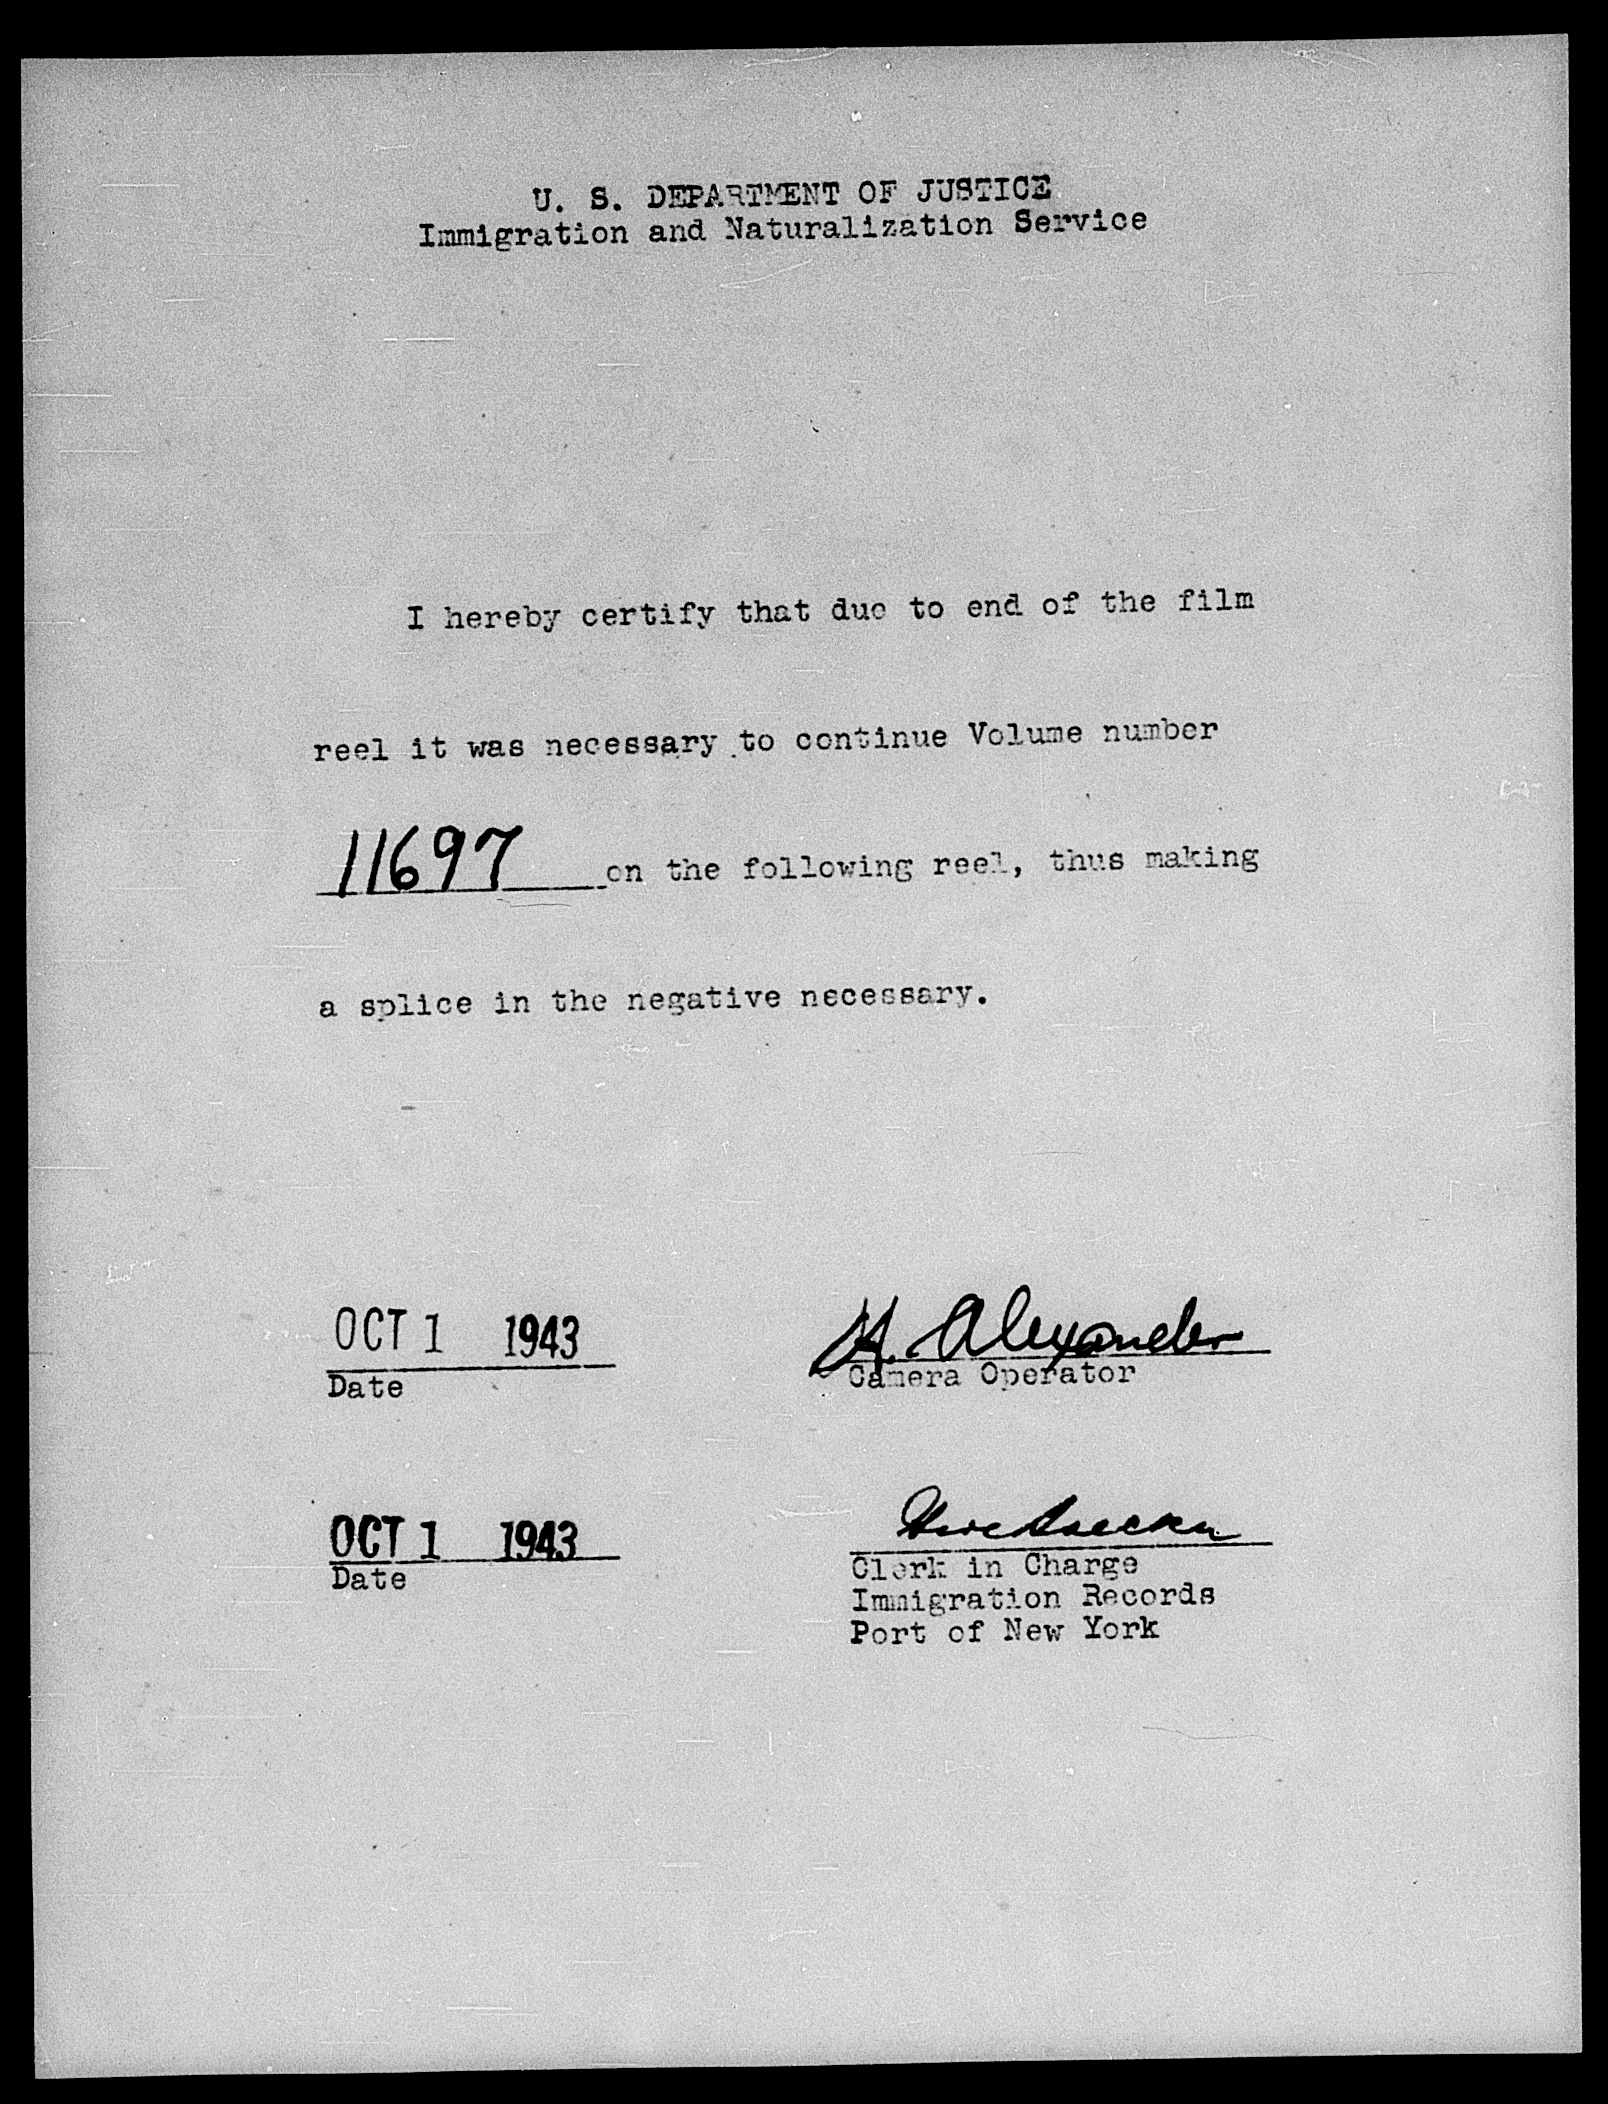 U. S. DEPARTMENT OF JUSTICE
Immigration and Naturalization Service
I hereby certify that due to end of the film
reel it was necessary to continue Volume number
11697 on the following reel, thus making
a splice in the negative necessary.
OCT 1 1943
H. Alexander
Date
Camera Operator
OCT 1 1943
Date
Clerk in Charge
Immigration Records
Port of New York